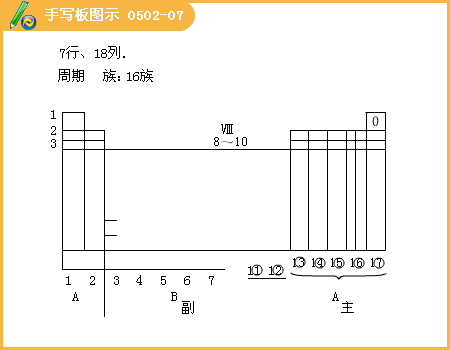 手写板图示 0502-07
7行、18列.
周期 族：16族
1
0
2
Ⅷ
3
8～10
⑬ ⑭ ⑮ ⑯ ⑰
⑪ ⑫
1 2 3 4 5 6 7
A B A
副 主